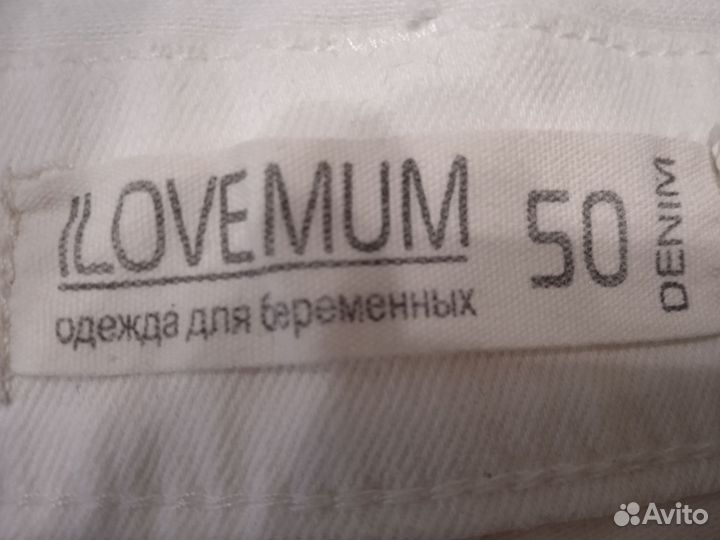 ILOVEMUM
одежда для беременных
50
DENIM
Avito